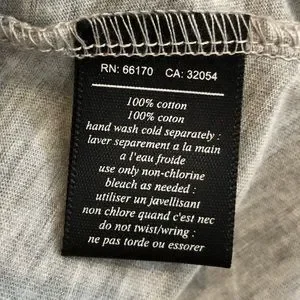 RN: 66170 CA: 32054
100% cotton
100% coton
hand wash cold separately :
laver separement a la main
a l'eau froide
use only non-chlorine
bleach as needed :
utiliser un javellisant
non chlore quand c'est nec
do not twist/wring :
ne pas torde ou essorer